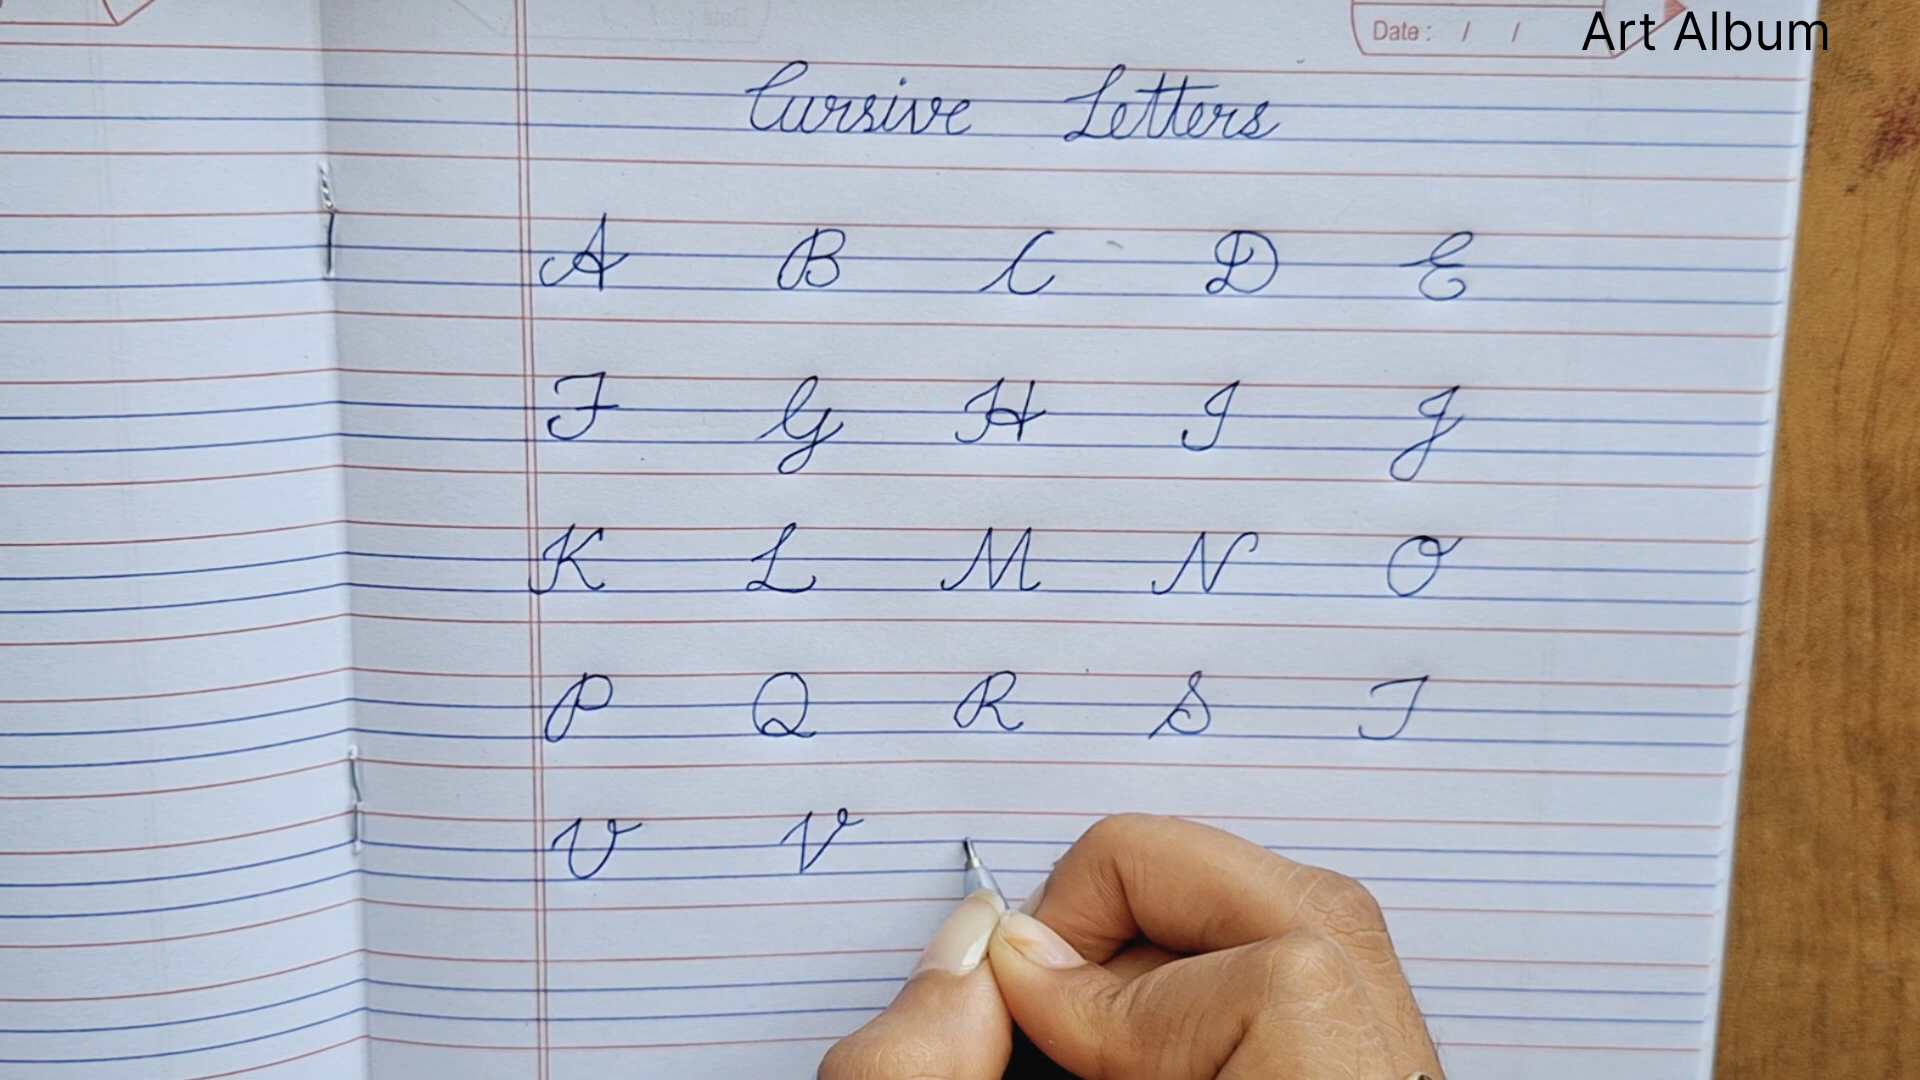 Art Album
Date : / /
Cursive Letters
A B C D E
F G H I J
K L M N O
P Q R S T
U V